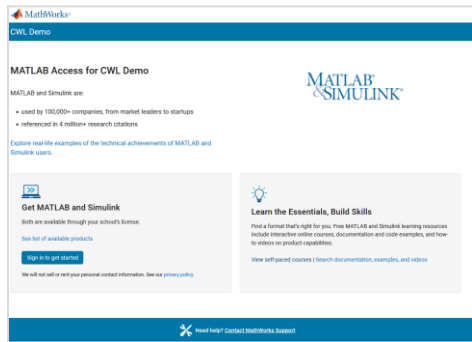 MathWorks®
CWL Demo
MATLAB Access for CWL Demo
MATLAB and Simulink are:
• used by 100,000+ companies, from market leaders to startups
• referenced in 4 million+ research citations
Explore real-life examples of the technical achievements of MATLAB and
Simulink users.
MATLAB®
&SIMULINK®
Get MATLAB and Simulink
Both are available through your school's license.
See list of available products
Sign in to get started
We will not sell or rent your personal contact information. See our privacy policy.
Learn the Essentials, Build Skills
Find a format that's right for you. Free MATLAB and Simulink learning resources
include interactive online courses, documentation and code examples, and how-
to videos on product capabilities.
View self-paced courses | Search documentation, examples, and videos
Need help? Contact MathWorks Support